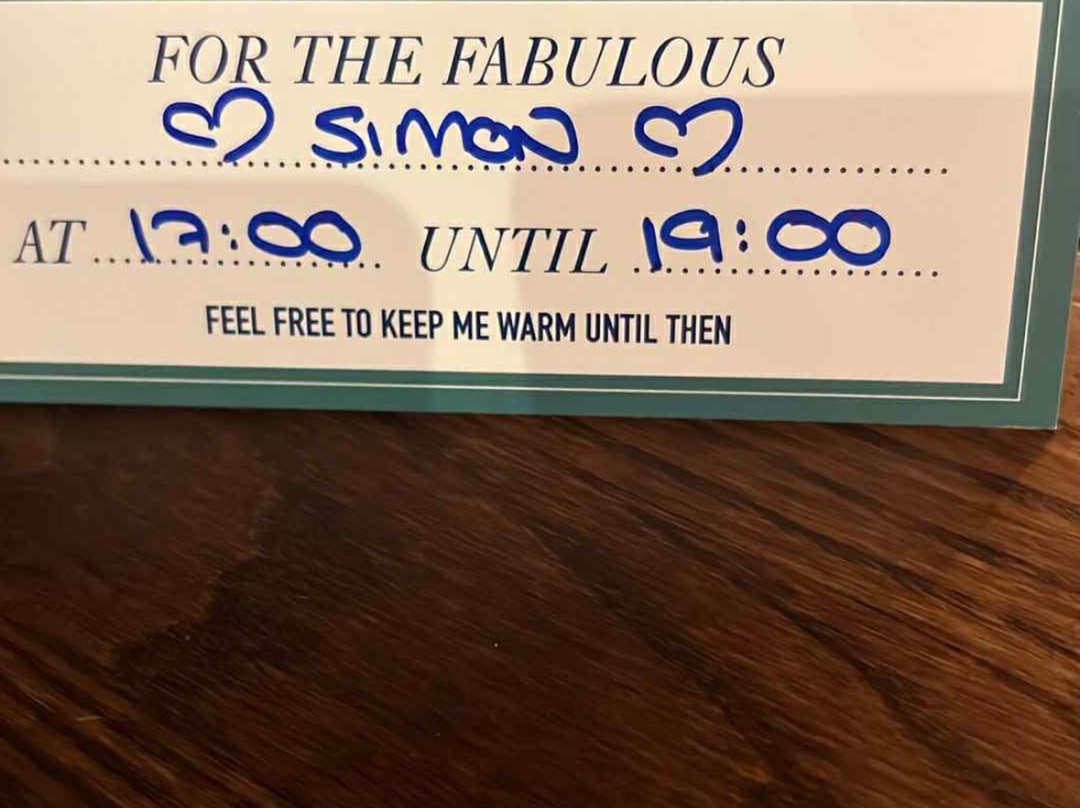 FOR THE FABULOUS
♡ SIMON ♡
AT 17:00 UNTIL 19:00
FEEL FREE TO KEEP ME WARM UNTIL THEN